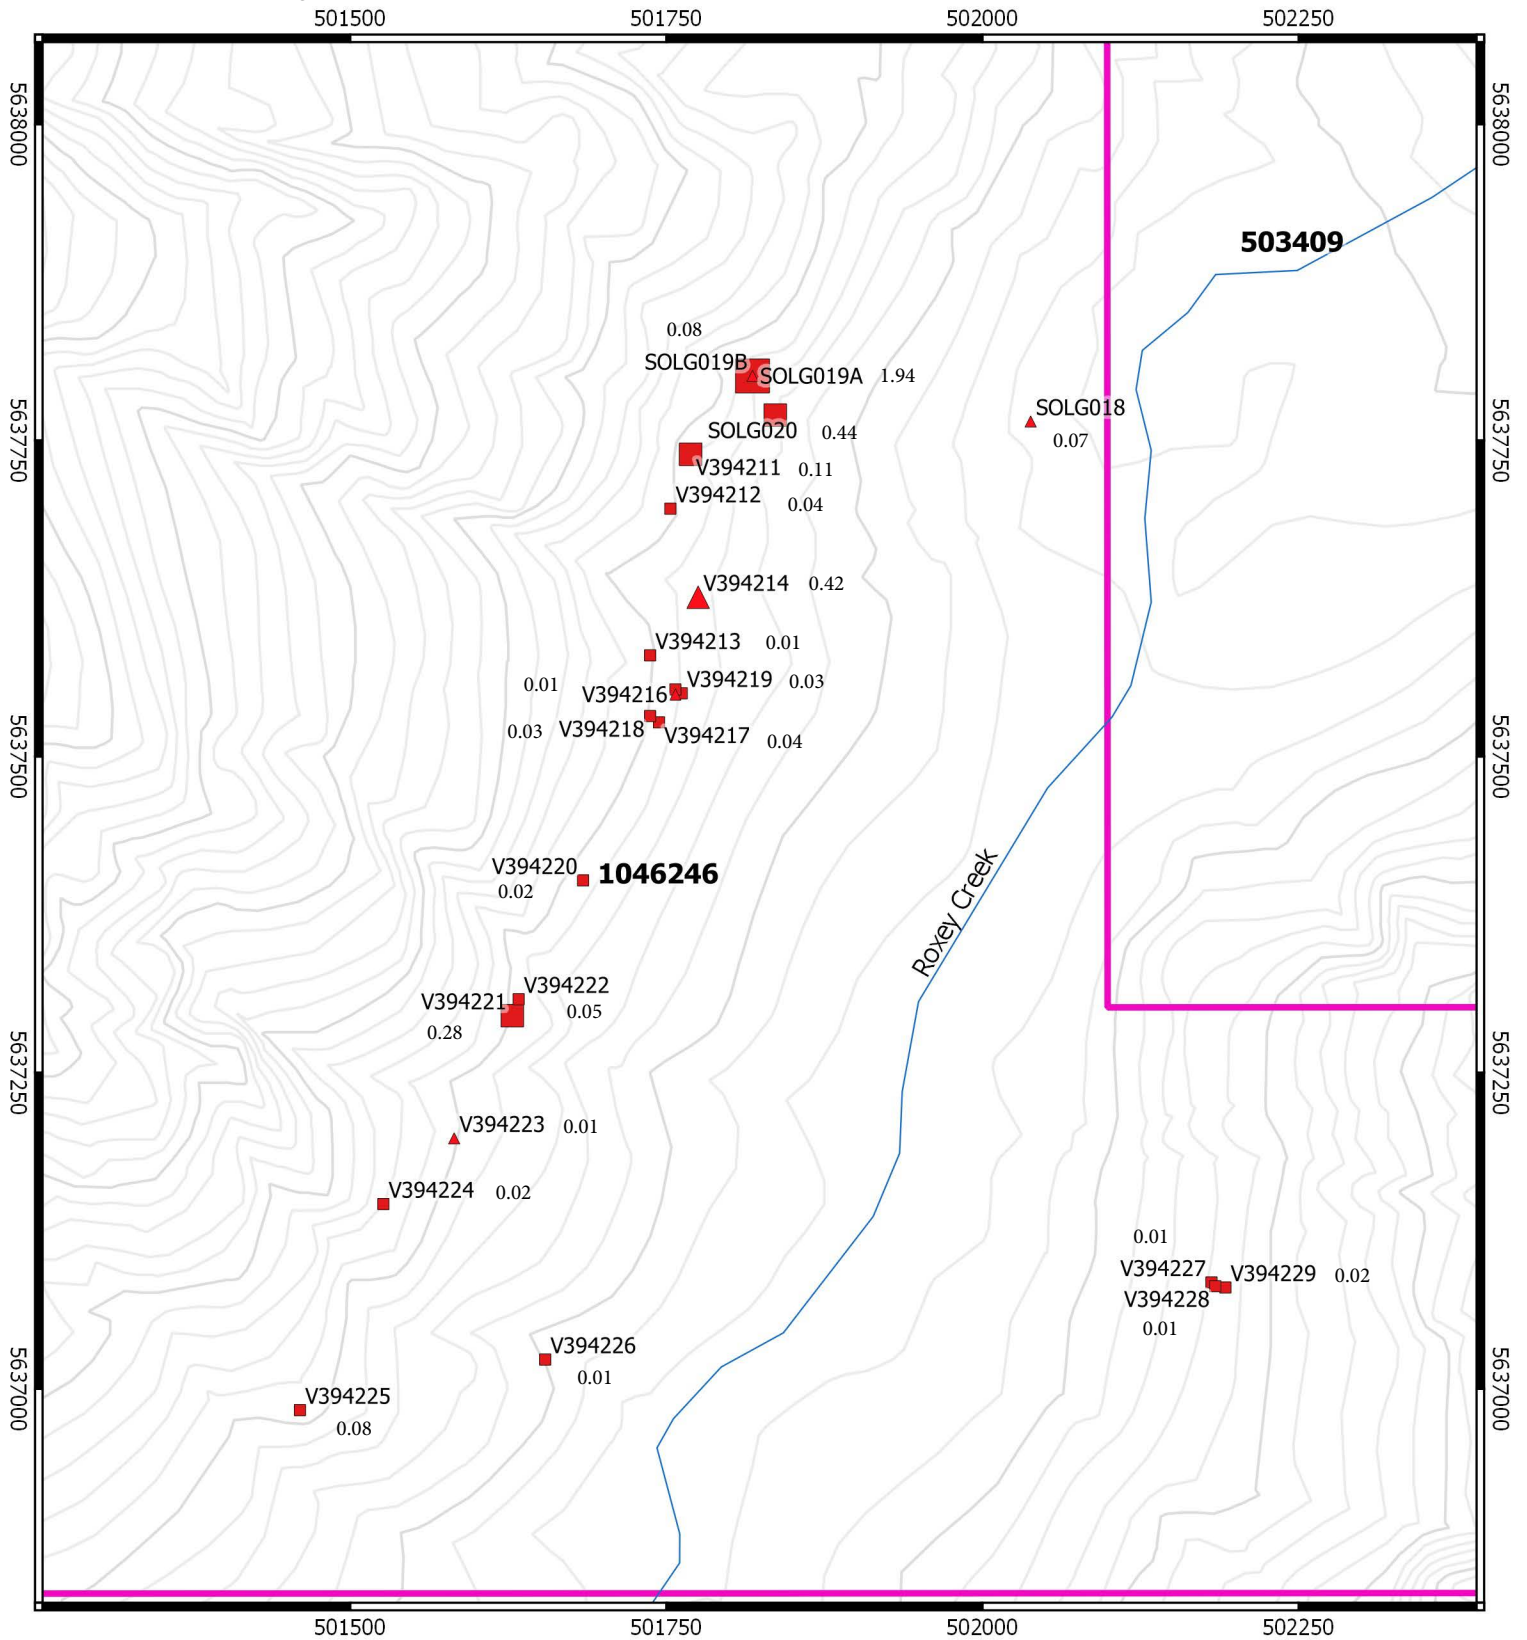 501500 501750 502000 502250
5638000
5638000
503409
0.08
SOLG019B
SOLG019A 1.94
SOLG018
0.07
SOLG020 0.44
5637750
5637750
V394211 0.11
V394212 0.04
V394214 0.42
V394213 0.01
V394219 0.03
0.01
V394216
0.03 V394218
V394217 0.04
5637500
5637500
V394220
0.02
1046246
Roxey Creek
V394222
0.05
V394221
0.28
5637250
5637250
V394223 0.01
V394224 0.02
0.01
V394227
V394229 0.02
V394228
0.01
V394226
0.01
V394225
0.08
5637000
5637000
501500 501750 502000 502250